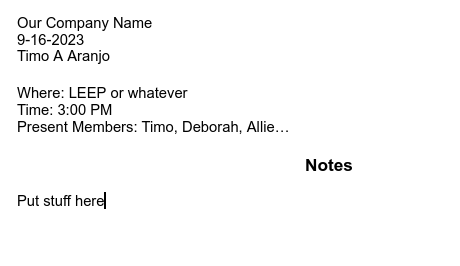 Our Company Name
9-16-2023
Timo A Aranjo
Where: LEEP or whatever
Time: 3:00 PM
Present Members: Timo, Deborah, Allie…
Notes
Put stuff here